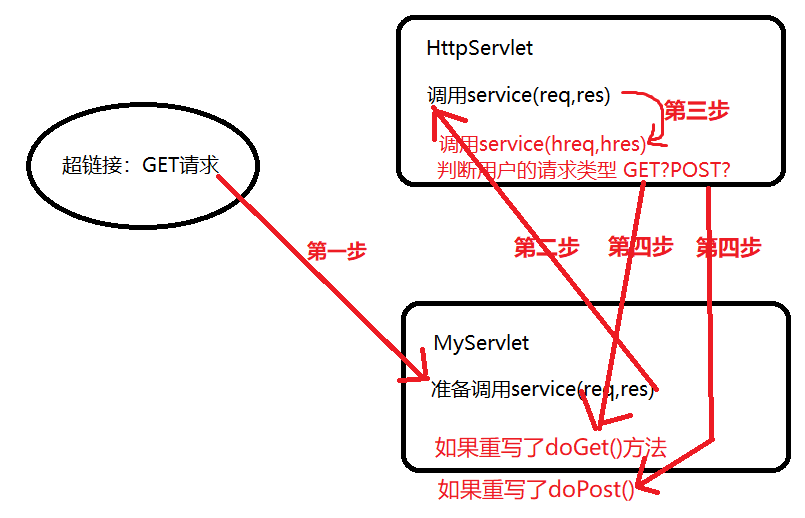 HttpServlet
调用service(req,res)
第三步
调用service(hreq,hres)
判断用户的请求类型 GET?POST?
超链接：GET请求
第一步
第二步
第四步
第四步
MyServlet
准备调用service(req,res)
如果重写了doGet()方法
如果重写了doPost()